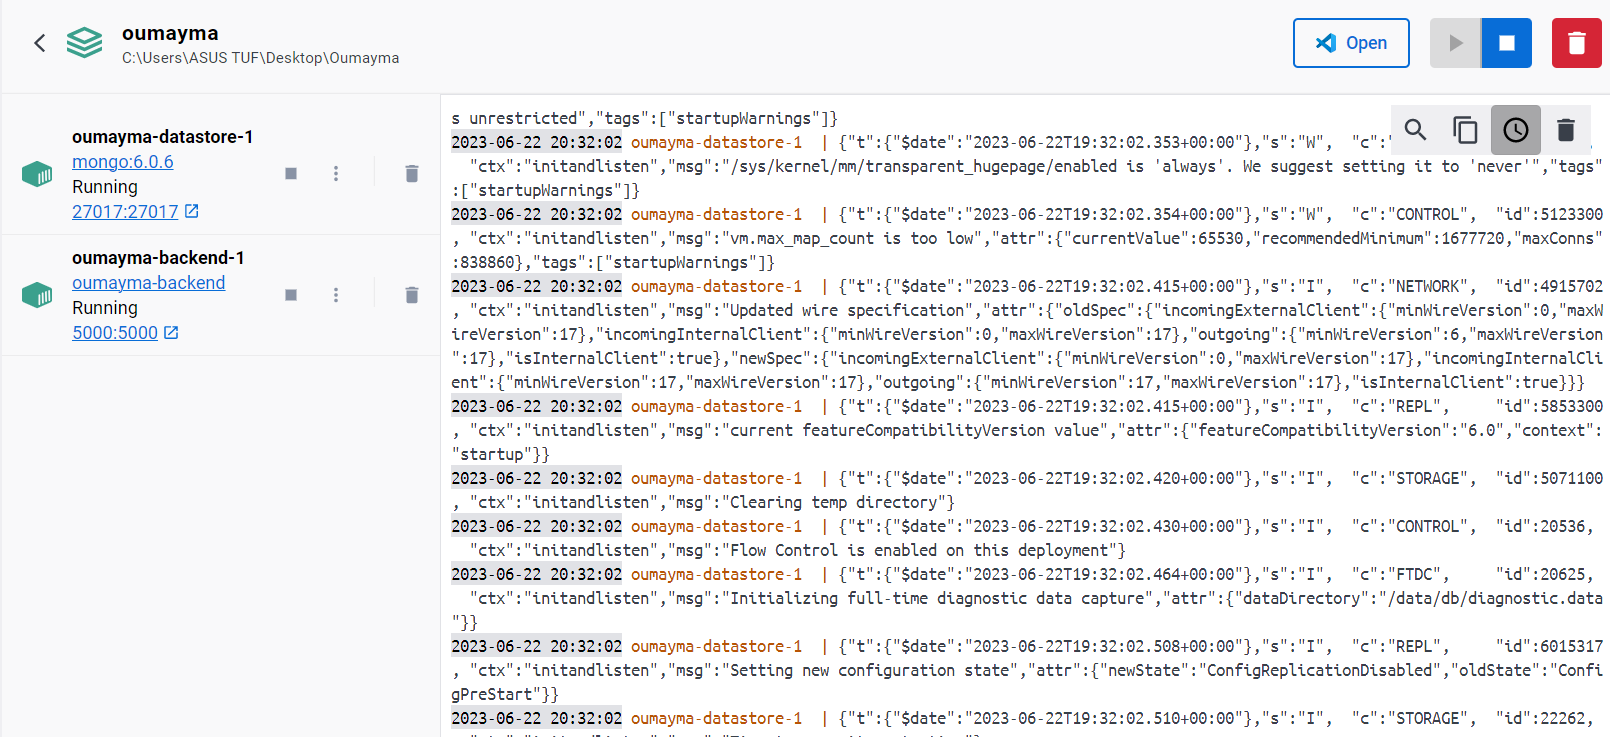 oumayma
C:\Users\ASUS TUF\Desktop\Oumayma
Open
oumayma-datastore-1
mongo:6.0.6
Running
27017:27017
oumayma-backend-1
oumayma-backend
Running
5000:5000
s unrestricted","tags":["startupWarnings"]}
2023-06-22 20:32:02 oumayma-datastore-1  | {"t":{"$date":"2023-06-22T19:32:02.353+00:00"},"s":"W",  "c":"
, "ctx":"initandlisten","msg":"/sys/kernel/mm/transparent_hugepage/enabled is 'always'. We suggest setting it to 'never'","tags"
:["startupWarnings"]}
2023-06-22 20:32:02 oumayma-datastore-1  | {"t":{"$date":"2023-06-22T19:32:02.354+00:00"},"s":"W",  "c":"CONTROL",  "id":5123300
, "ctx":"initandlisten","msg":"vm.max_map_count is too low","attr":{"currentValue":65530,"recommendedMinimum":1677720,"maxConns"
:838860},"tags":["startupWarnings"]}
2023-06-22 20:32:02 oumayma-datastore-1  | {"t":{"$date":"2023-06-22T19:32:02.415+00:00"},"s":"I",  "c":"NETWORK",  "id":4915702
, "ctx":"initandlisten","msg":"Updated wire specification","attr":{"oldSpec":{"incomingExternalClient":{"minWireVersion":0,"maxW
ireVersion":17},"incomingInternalClient":{"minWireVersion":0,"maxWireVersion":17},"outgoing":{"minWireVersion":6,"maxWireVersion
":17},"isInternalClient":true},"newSpec":{"incomingExternalClient":{"minWireVersion":0,"maxWireVersion":17},"incomingInternalCli
ent":{"minWireVersion":17,"maxWireVersion":17},"outgoing":{"minWireVersion":17,"maxWireVersion":17},"isInternalClient":true}}}
2023-06-22 20:32:02 oumayma-datastore-1  | {"t":{"$date":"2023-06-22T19:32:02.415+00:00"},"s":"I",  "c":"REPL",     "id":5853300
, "ctx":"initandlisten","msg":"current featureCompatibilityVersion value","attr":{"featureCompatibilityVersion":"6.0","context":
"startup"}}
2023-06-22 20:32:02 oumayma-datastore-1  | {"t":{"$date":"2023-06-22T19:32:02.420+00:00"},"s":"I",  "c":"STORAGE",  "id":5071100
, "ctx":"initandlisten","msg":"Clearing temp directory"}
2023-06-22 20:32:02 oumayma-datastore-1  | {"t":{"$date":"2023-06-22T19:32:02.430+00:00"},"s":"I",  "c":"CONTROL",  "id":20536, 
 "ctx":"initandlisten","msg":"Flow Control is enabled on this deployment"}
2023-06-22 20:32:02 oumayma-datastore-1  | {"t":{"$date":"2023-06-22T19:32:02.464+00:00"},"s":"I",  "c":"FTDC",     "id":20625, 
 "ctx":"initandlisten","msg":"Initializing full-time diagnostic data capture","attr":{"dataDirectory":"/data/db/diagnostic.data
"}}
2023-06-22 20:32:02 oumayma-datastore-1  | {"t":{"$date":"2023-06-22T19:32:02.508+00:00"},"s":"I",  "c":"REPL",     "id":6015317
, "ctx":"initandlisten","msg":"Setting new configuration state","attr":{"newState":"ConfigReplicationDisabled","oldState":"Confi
gPreStart"}}
2023-06-22 20:32:02 oumayma-datastore-1  | {"t":{"$date":"2023-06-22T19:32:02.510+00:00"},"s":"I",  "c":"STORAGE",  "id":22262,